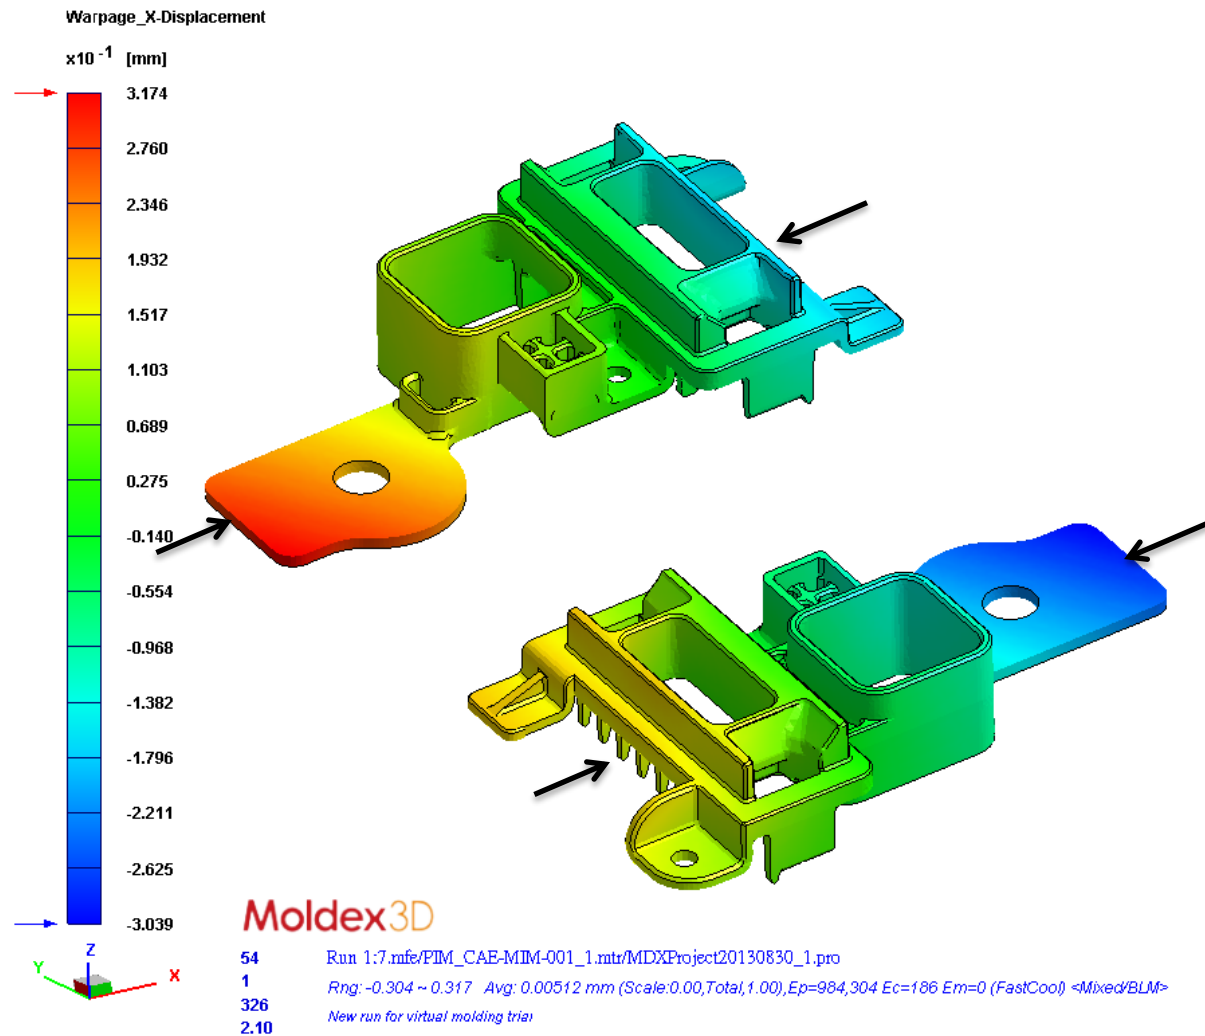 Warpage_X-Displacement
x10 -1 [mm]
3.174
2.760
2.346
1.932
1.517
1.103
0.689
0.275
-0.140
-0.554
-0.968
-1.382
-1.796
-2.211
-2.625
-3.039
Moldex3D
Z
Y
X
54 Run 1:7.mfe/PIM_CAE-MIM-001_1.mtr/MDXProject20130830_1.pro
1 Rng: -0.304 ~ 0.317 Avg: 0.00512 mm (Scale:0.00,Total,1.00),Ep=984,304 Ec=186 Em=0 (FastCool) <Mixed/BLM>
326
2.10 New run for virtual molding trial